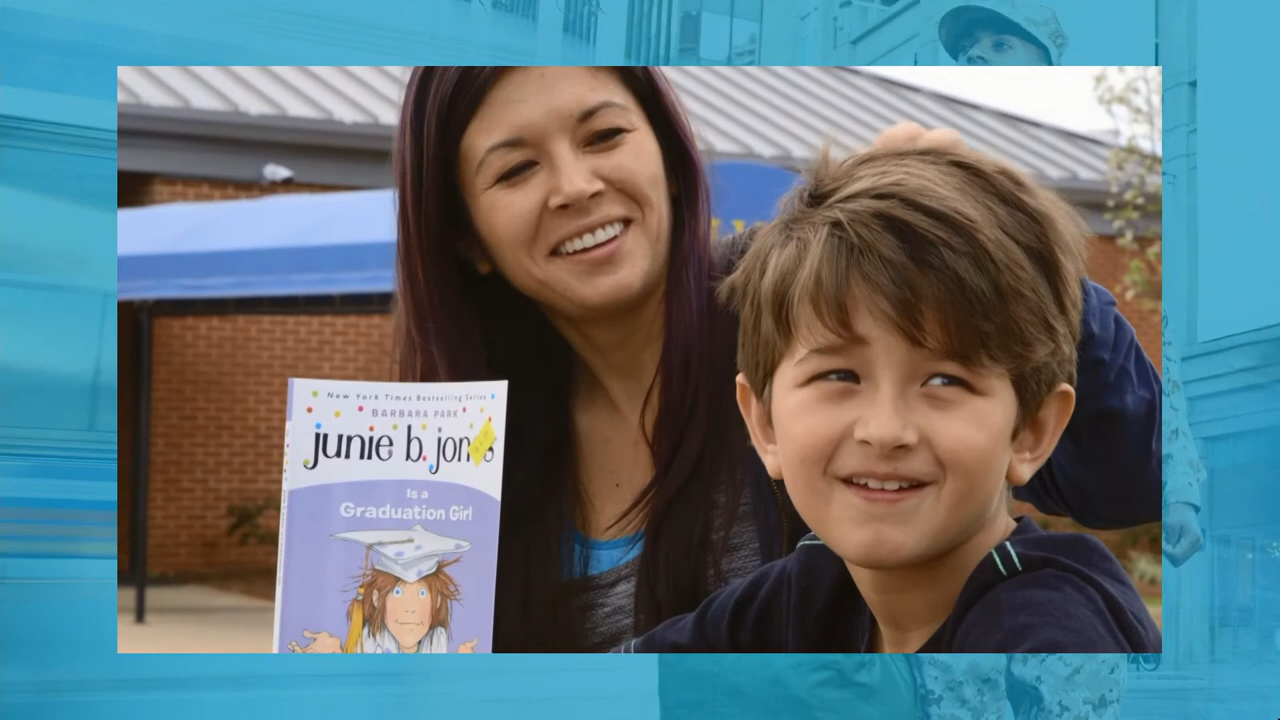 New York Times Bestselling Series
BARBARA PARK
junie b. jon
Is a
Graduation Girl